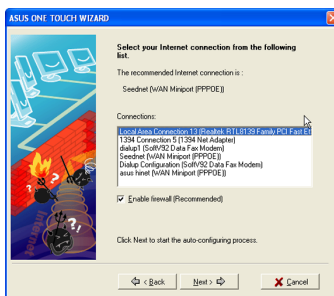 ASUS ONE TOUCH WIZARD
Select your Internet connection from the following
list.
The recommended Internet connection is :
Seednet (WAN Miniport (PPPOE))
Connections:
Local Area Connection 13 (Realtek RTL8139 Family PCI Fast Et
1394 Connection 5 (1394 Net Adapter)
dialup1 (SoftV92 Data Fax Modem)
Seednet (WAN Miniport (PPPOE))
Dialup Configuration (SoftV92 Data Fax Modem)
asus hinet (WAN Miniport (PPPOE))
Enable firewall (Recommended)
Click Next to start the auto-configuring process.
< Back
Next >
Cancel
Internet